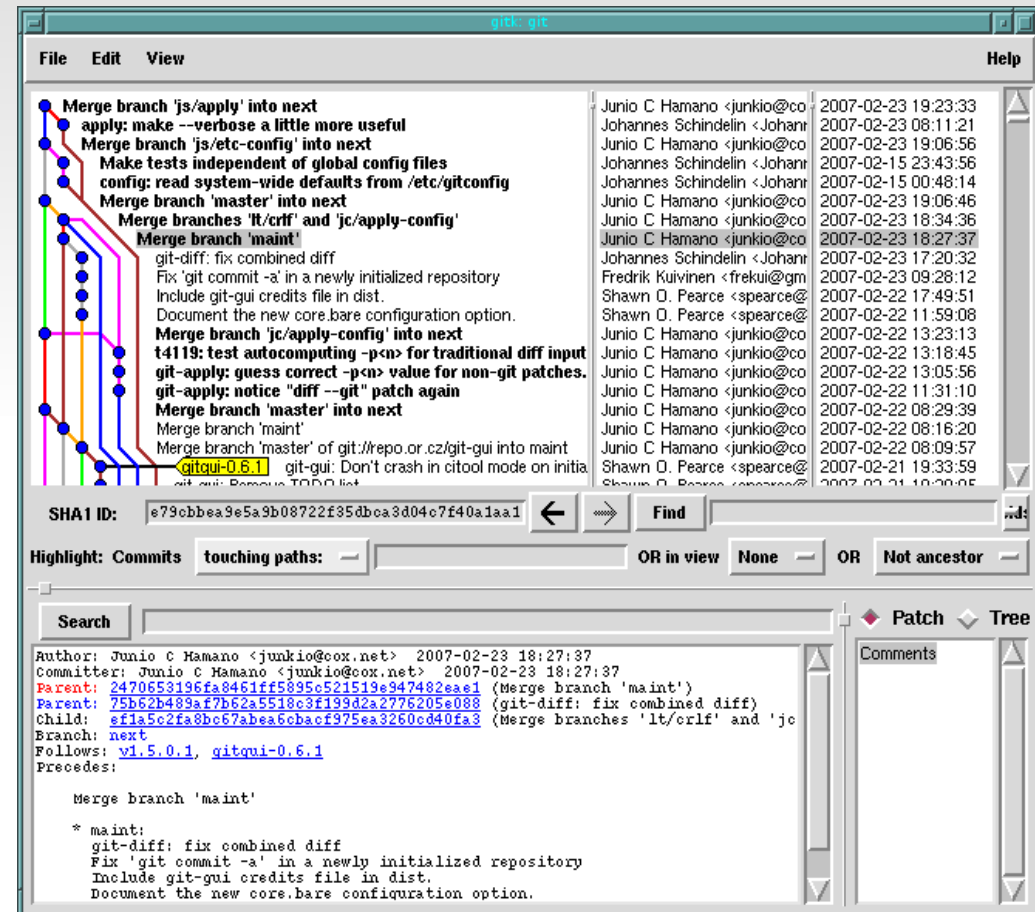 gitk: git
File Edit View Help
Merge branch 'js/apply' into next Junio C Hamano <junkio@co 2007-02-23 19:23:33
apply: make --verbose a little more useful Johannes Schindelin <Johann 2007-02-23 08:11:21
Merge branch 'js/etc-config' into next Junio C Hamano <junkio@co 2007-02-23 19:06:56
Make tests independent of global config files Johannes Schindelin <Johann 2007-02-15 23:43:56
config: read system-wide defaults from /etc/gitconfig Johannes Schindelin <Johann 2007-02-15 00:48:14
Merge branch 'master' into next Junio C Hamano <junkio@co 2007-02-23 19:06:46
Merge branches 'lt/crlf' and 'jc/apply-config' Junio C Hamano <junkio@co 2007-02-23 18:34:36
Merge branch 'maint' Junio C Hamano <junkio@co 2007-02-23 18:27:37
git-diff: fix combined diff Johannes Schindelin <Johann 2007-02-23 17:20:32
Fix 'git commit -a' in a newly initialized repository Fredrik Kuivinen <frekui@gm 2007-02-23 09:28:12
Include git-gui credits file in dist. Shawn O. Pearce <spearce@ 2007-02-22 17:49:51
Document the new core.bare configuration option. Shawn O. Pearce <spearce@ 2007-02-22 11:59:08
Merge branch 'jc/apply-config' into next Junio C Hamano <junkio@co 2007-02-22 13:23:13
t4119: test autocomputing -p<n> for traditional diff input Junio C Hamano <junkio@co 2007-02-22 13:18:45
git-apply: guess correct -p<n> value for non-git patches. Junio C Hamano <junkio@co 2007-02-22 13:05:56
git-apply: notice "diff --git" patch again Junio C Hamano <junkio@co 2007-02-22 11:31:10
Merge branch 'master' into next Junio C Hamano <junkio@co 2007-02-22 08:29:39
Merge branch 'maint' Junio C Hamano <junkio@co 2007-02-22 08:16:20
Merge branch 'master' of git://repo.or.cz/git-gui into maint Junio C Hamano <junkio@co 2007-02-22 08:09:57
gitgui-0.6.1 git-gui: Don't crash in citool mode on initia Shawn O. Pearce <spearce@ 2007-02-21 19:33:59
git-gui: Remove TODO list
SHA1 ID: e79cbbea9e5a9b08722f35dbca3d04c7f40a1aa1 Find
Highlight: Commits touching paths: OR in view None OR Not ancestor
Search Patch Tree
Comments
Author: Junio C Hamano <junkio@cox.net> 2007-02-23 18:27:37
Committer: Junio C Hamano <junkio@cox.net> 2007-02-23 18:27:37
Parent: 2470653196fa8461ff5895c521519e947482eae1 (Merge branch 'maint')
Parent: 75b62b489af7b62a5518c3f199d2a2776205e088 (git-diff: fix combined diff)
Child: ef1a5c2fa8bc67abea6cbacf975ea3260cd40fa3 (Merge branches 'lt/crlf' and 'jc
Branch: next
Follows: v1.5.0.1, gitgui-0.6.1
Precedes:
Merge branch 'maint'
* maint:
git-diff: fix combined diff
Fix 'git commit -a' in a newly initialized repository
Include git-gui credits file in dist.
Document the new core.bare configuration option.